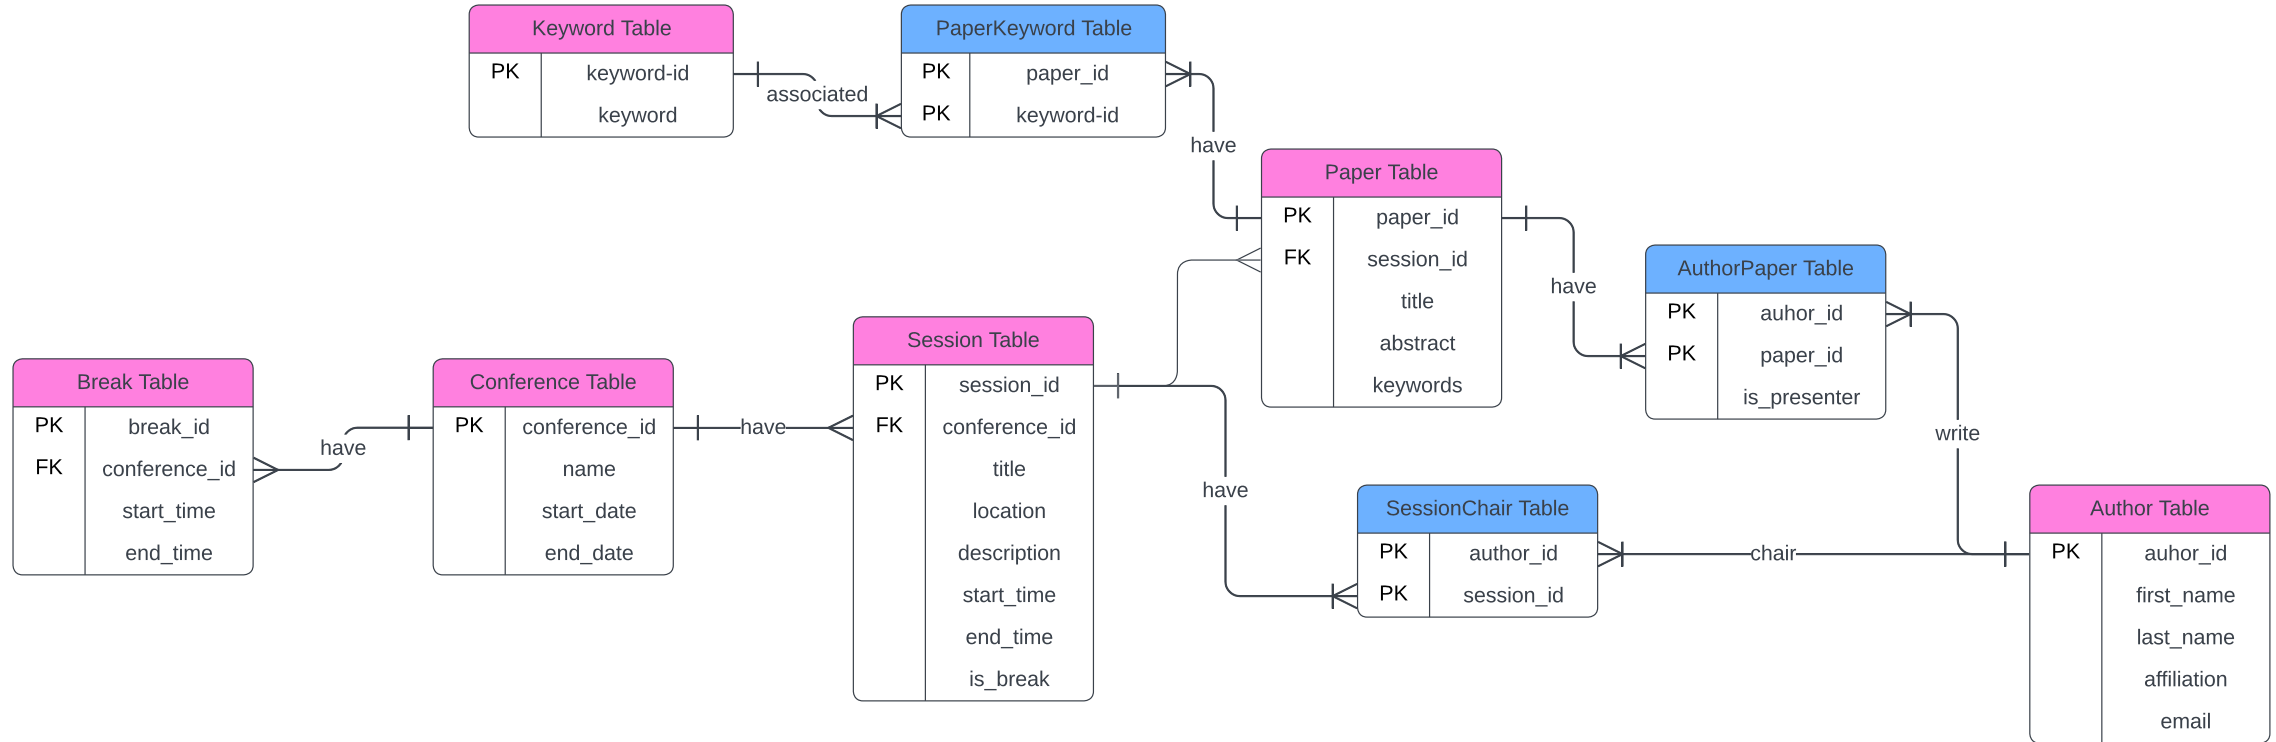 Keyword Table
PK keyword-id
keyword
associated
PaperKeyword Table
PK paper_id
PK keyword-id
have
Paper Table
PK paper_id
FK session_id
title
abstract
keywords
have
AuthorPaper Table
PK auhor_id
PK paper_id
is_presenter
write
Break Table
PK break_id
FK conference_id
start_time
end_time
have
Conference Table
PK conference_id
name
start_date
end_date
have
Session Table
PK session_id
FK conference_id
title
location
description
start_time
end_time
is_break
have
SessionChair Table
PK author_id
PK session_id
chair
Author Table
PK auhor_id
first_name
last_name
affiliation
email